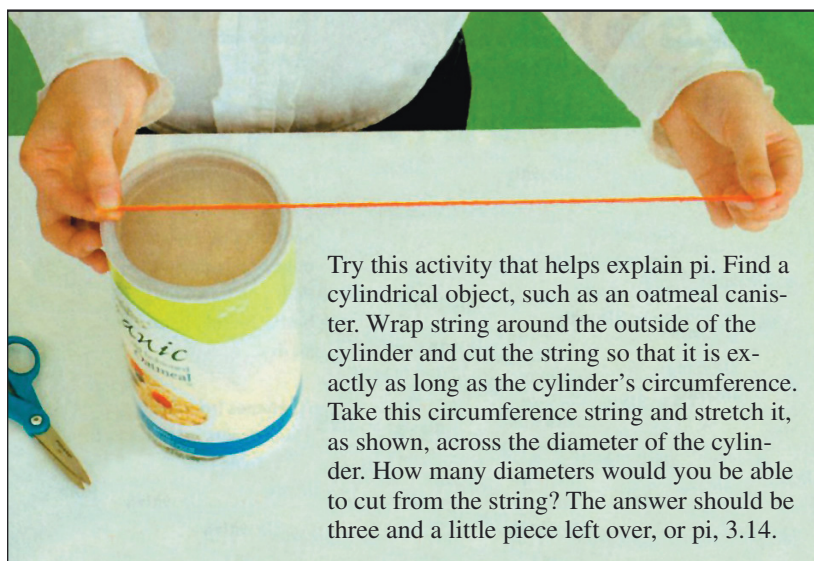 anic
oatmeal
Try this activity that helps explain pi. Find a
cylindrical object, such as an oatmeal canis-
ter. Wrap string around the outside of the
cylinder and cut the string so that it is ex-
actly as long as the cylinder’s circumference.
Take this circumference string and stretch it,
as shown, across the diameter of the cylin-
der. How many diameters would you be able
to cut from the string? The answer should be
three and a little piece left over, or pi, 3.14.